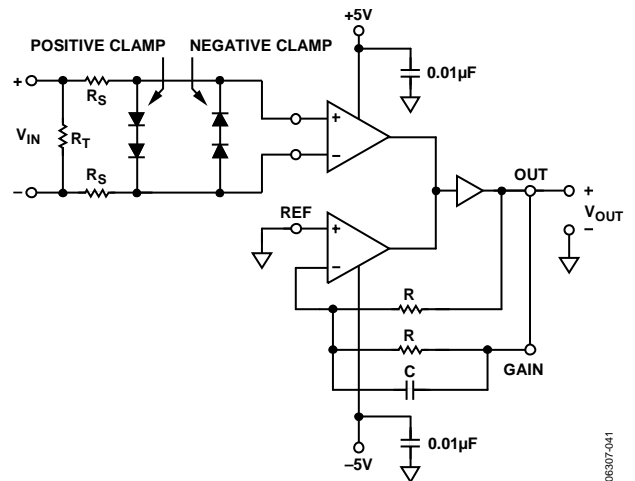 +5V
POSITIVE CLAMP
NEGATIVE CLAMP
0.01µF
+
RS
+
VIN
RT
−
−
RS
OUT
+
REF
VOUT
+
−
−
R
R
GAIN
C
0.01µF
−5V
06307-041